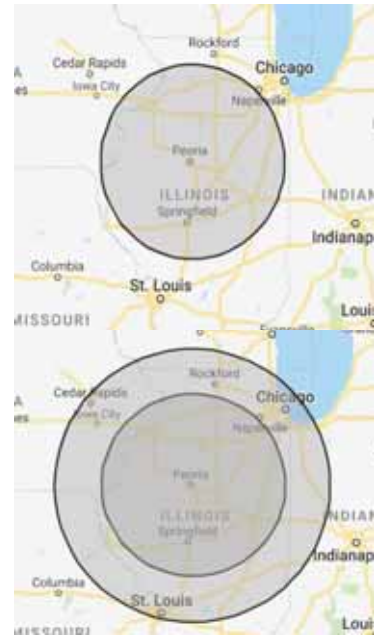 Rockford
Cedar Rapids
Chicago
Iowa City
Naperville
Peoria
ILLINOIS
INDIAN
Springfield
Indianap
Columbia
St. Louis
MISSOURI
Louis
Evansville
Rockford
Cedar Rapids
Chicago
Iowa City
Naperville
Peoria
ILLINOIS
INDIAN
Springfield
Indianap
Columbia
St. Louis
MISSOURI
Louis